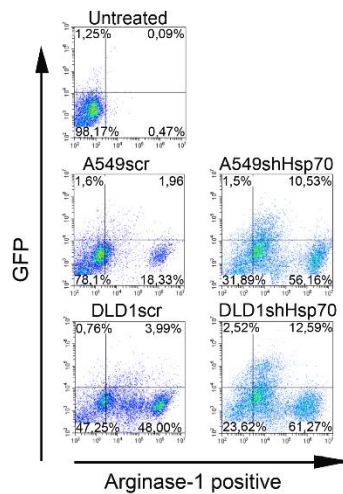 Untreated
1,25% 0,09%
98,17% 0,47%
A549scr A549shHsp70
1,6% 1,96 1,5% 10,53%
78,1% 18,33% 31,89% 56,16%
DLD1scr DLD1shHsp70
0,76% 3,99% 2,52% 12,59%
47,25% 48,00% 23,62% 61,27%
GFP
Arginase-1 positive